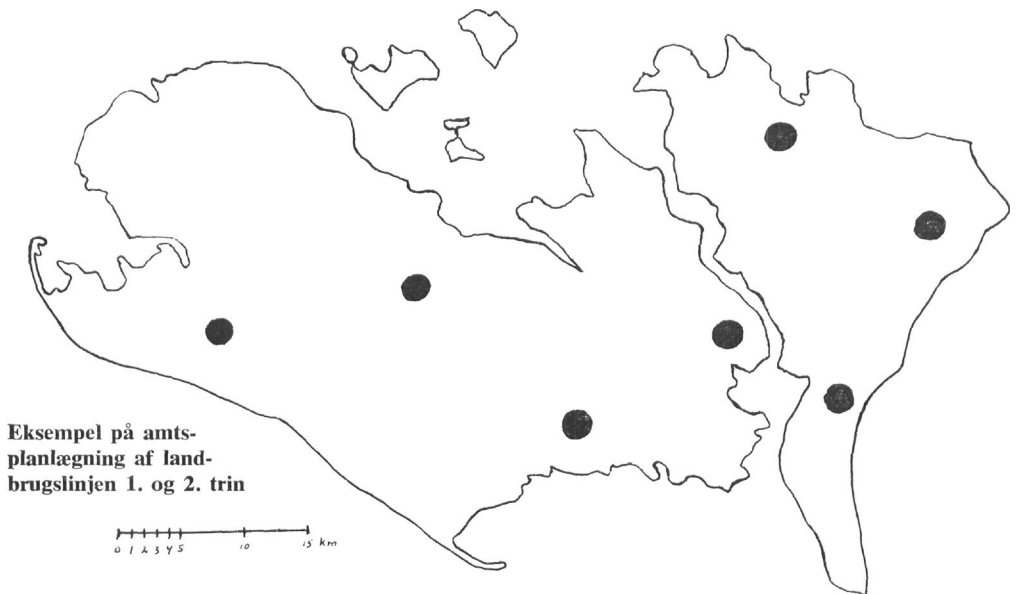 Eksempel på amts-
planlægning af land-
brugslinjen 1. og 2. trin
0 1 2 3 4 5 10 15 km